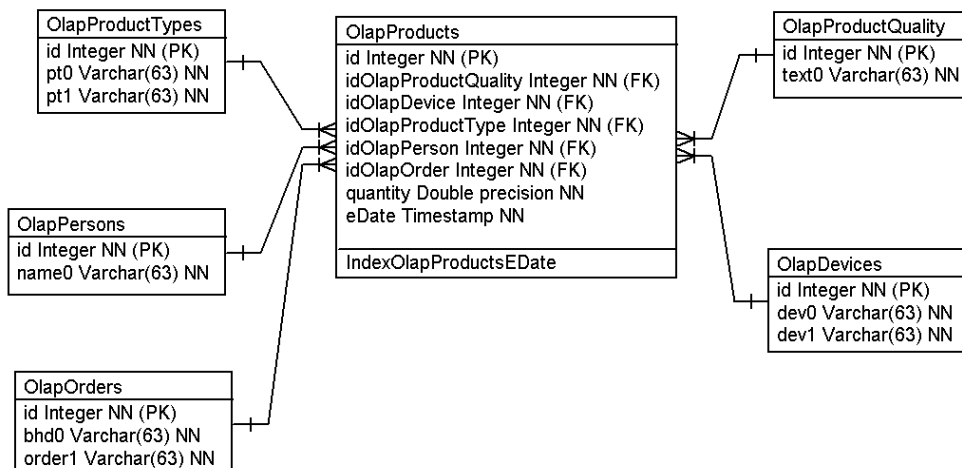 OlapProductTypes
id Integer NN (PK)
pt0 Varchar(63) NN
pt1 Varchar(63) NN
OlapPersons
id Integer NN (PK)
name0 Varchar(63) NN
OlapOrders
id Integer NN (PK)
bhd0 Varchar(63) NN
order1 Varchar(63) NN
OlapProducts
id Integer NN (PK)
idOlapProductQuality Integer NN (FK)
idOlapDevice Integer NN (FK)
idOlapProductType Integer NN (FK)
idOlapPerson Integer NN (FK)
idOlapOrder Integer NN (FK)
quantity Double precision NN
eDate Timestamp NN
IndexOlapProductsEDate
OlapProductQuality
id Integer NN (PK)
text0 Varchar(63) NN
OlapDevices
id Integer NN (PK)
dev0 Varchar(63) NN
dev1 Varchar(63) NN